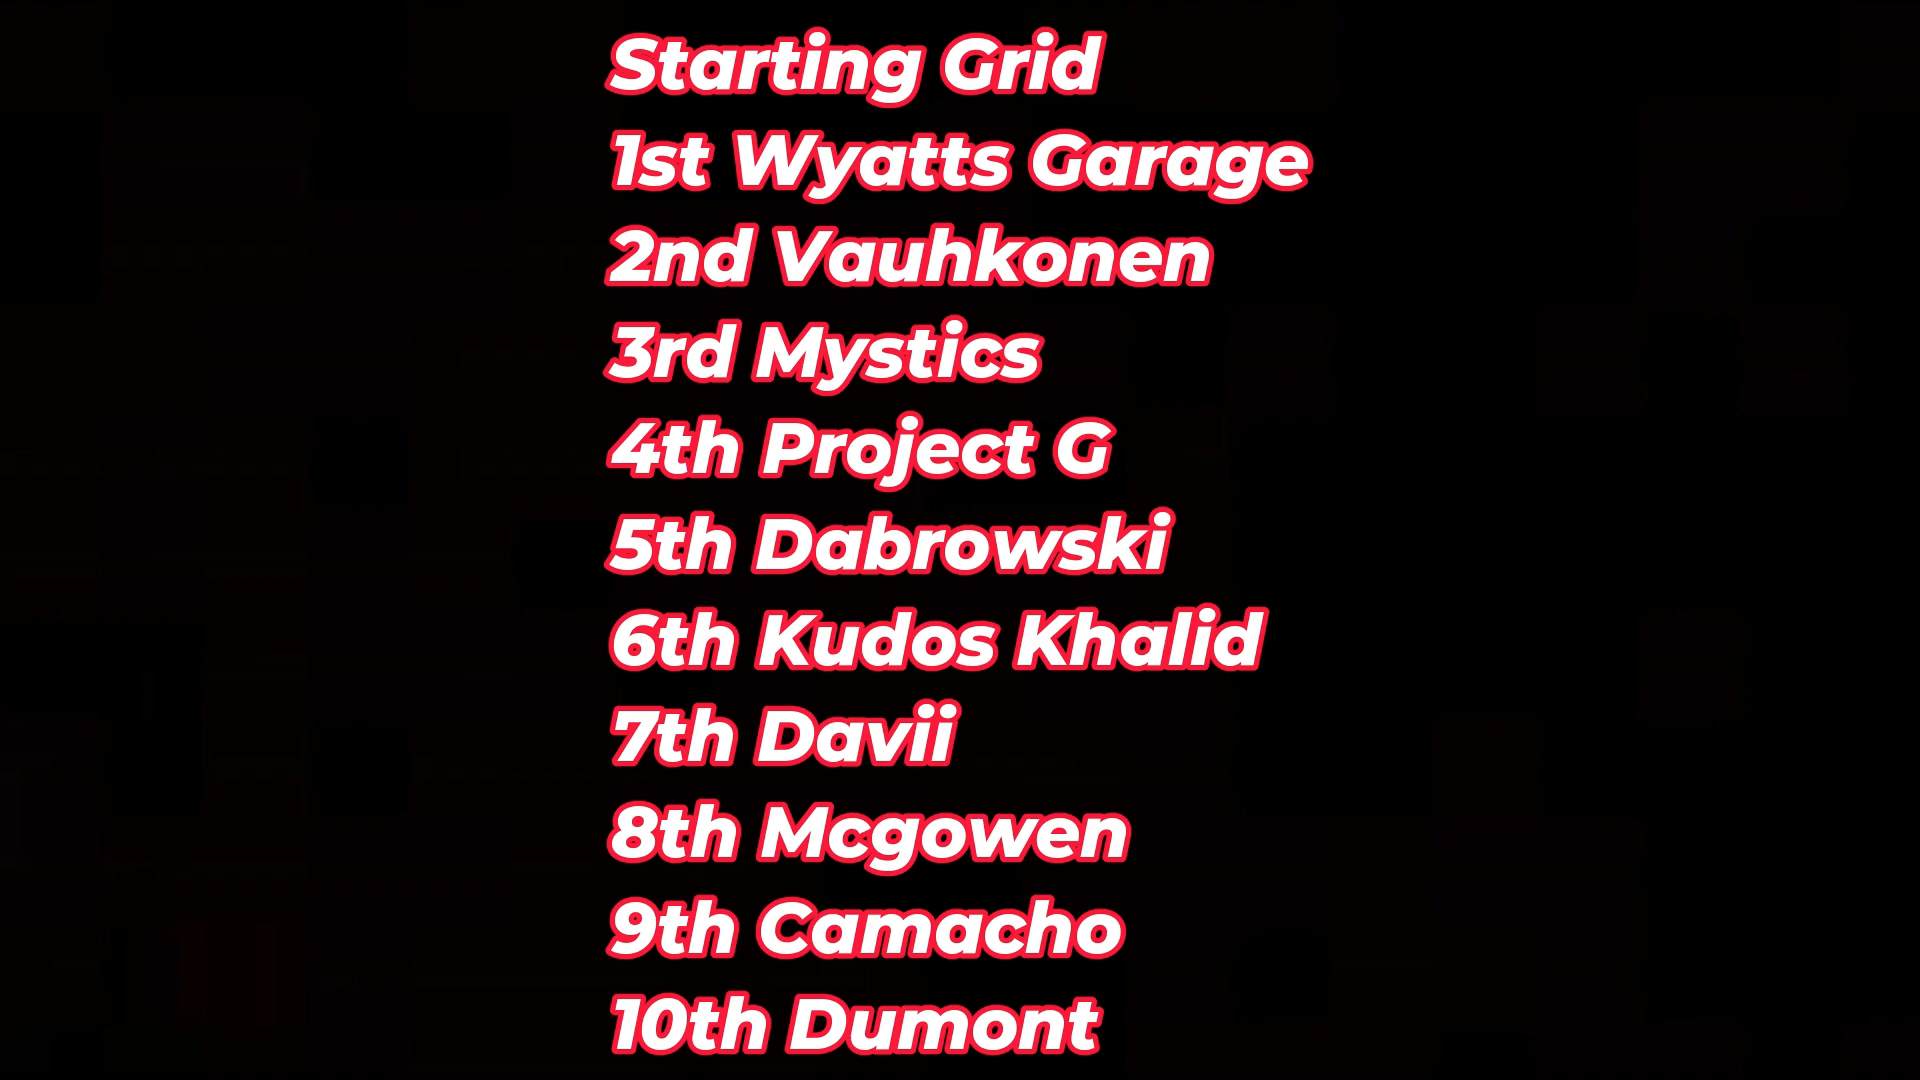 Starting Grid
1st Wyatts Garage
2nd Vauhkonen
3rd Mystics
4th Project G
5th Dabrowski
6th Kudos Khalid
7th Davii
8th Mcgowen
9th Camacho
10th Dumont